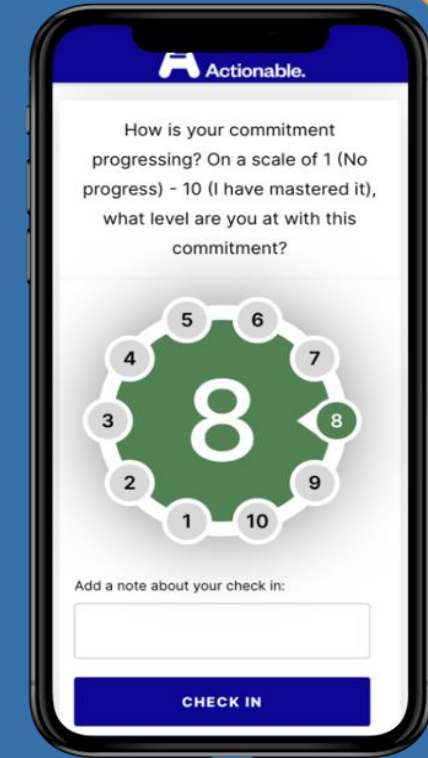 Actionable.
How is your commitment
progressing? On a scale of 1 (No
progress) - 10 (I have mastered it),
what level are you at with this
commitment?
5 6
4 7
3 8 8
2 9
1 10
Add a note about your check in:
CHECK IN